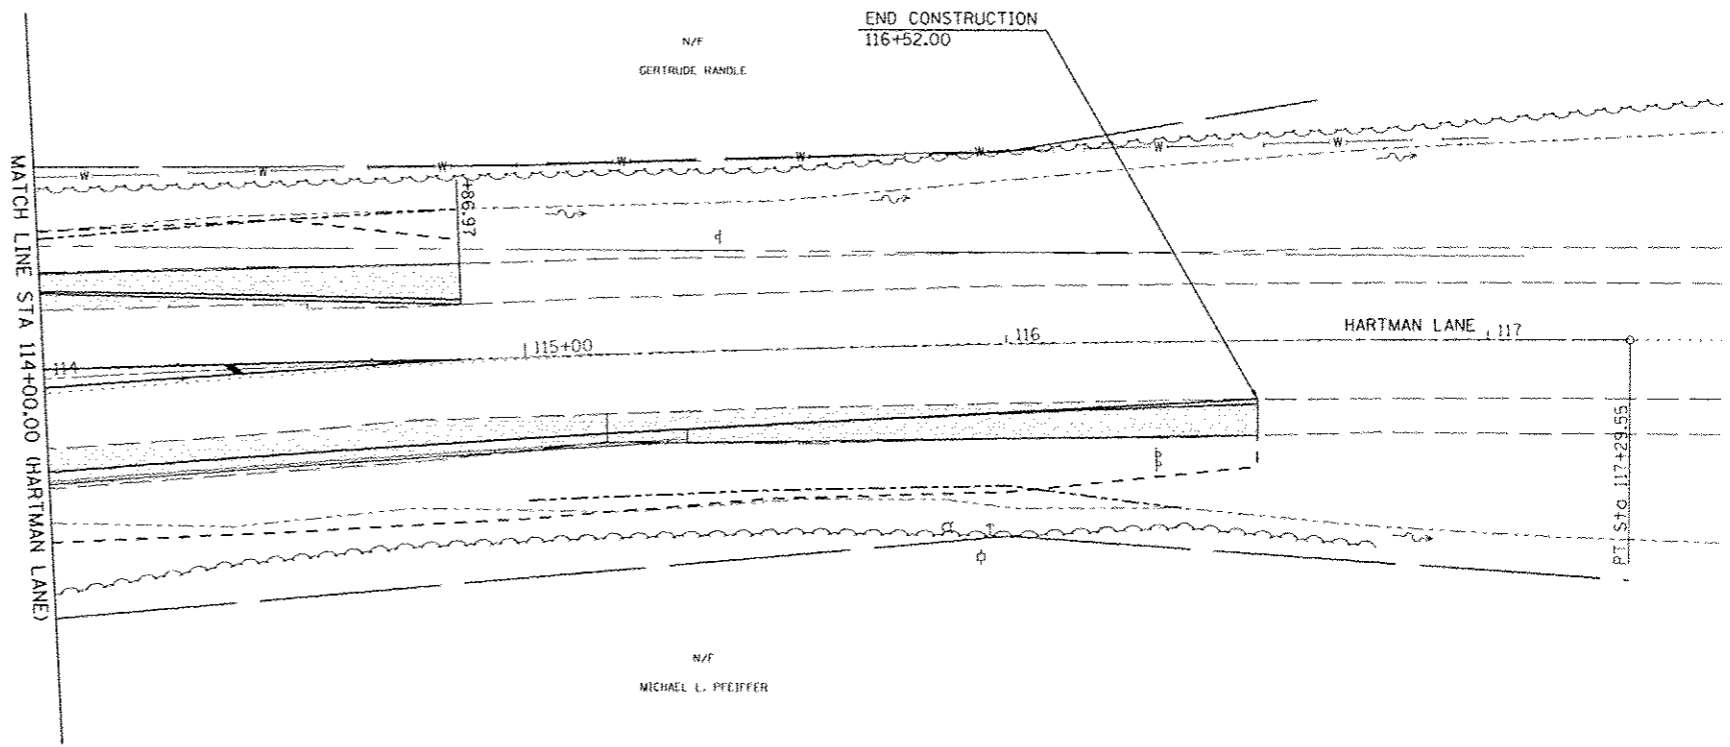 END CONSTRUCTION
116+52.00
N/F
GERTRUDE RANDLE
MATCH LINE STA 114+00.00 (HARTMAN LANE)
W W W W W W W W
+86.97
114
115+00
116
HARTMAN LANE
117
PT Sta 117+29.55
N/F
MICHAEL L. PFEIFFER